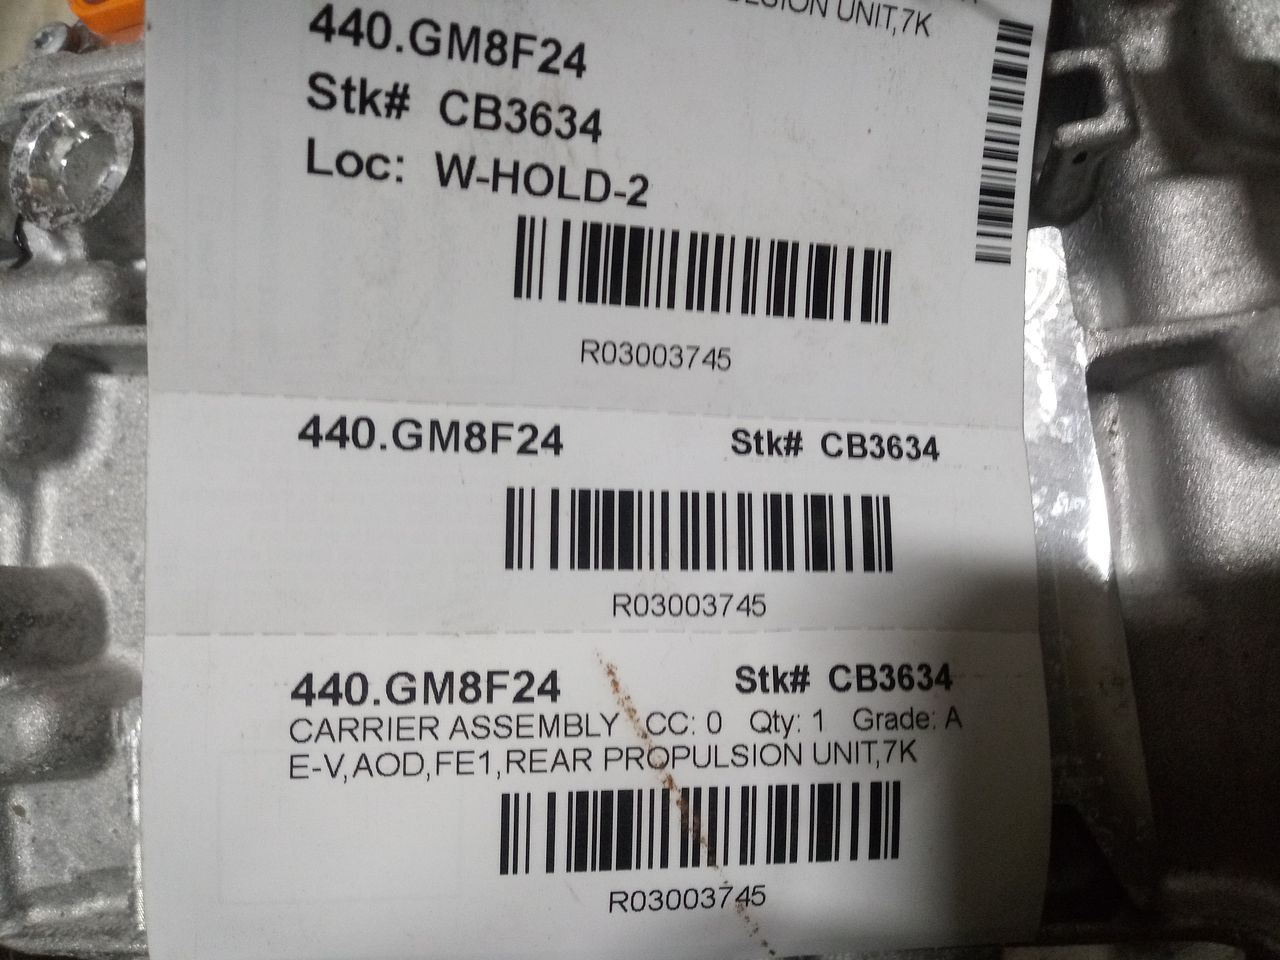 PROPULSION UNIT,7K
440.GM8F24
Stk# CB3634
Loc: W-HOLD-2
R03003745
440.GM8F24 Stk# CB3634
R03003745
440.GM8F24 Stk# CB3634
CARRIER ASSEMBLY CC: 0 Qty: 1 Grade: A
E-V,AOD,FE1,REAR PROPULSION UNIT,7K
R03003745